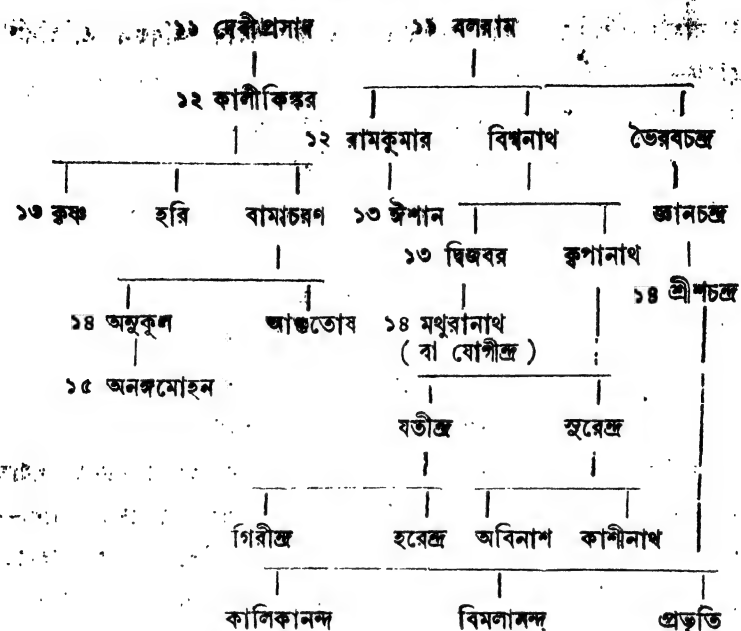 ১১ দেবীপ্রসাদ ১১ বলরাম
১২ কালীকিঙ্কর
১২ রামকুমার বিশ্বনাথ ভৈরবচন্দ্র
১৩ কৃষ্ণ হরি বামাচরণ ১৩ ঈশান জ্ঞানচন্দ্র
১৩ দ্বিজবর কৃপানাথ
১৪ শ্রীশচন্দ্র
১৪ অনুকূল আশুতোষ ১৪ মথুরানাথ
( বা যোগীন্দ্র )
১৫ অনঙ্গমোহন
যতীন্দ্র সুরেন্দ্র
গিরীন্দ্র হরেন্দ্র অবিনাশ কাশীনাথ
কালিকানন্দ বিমলানন্দ প্রভৃতি